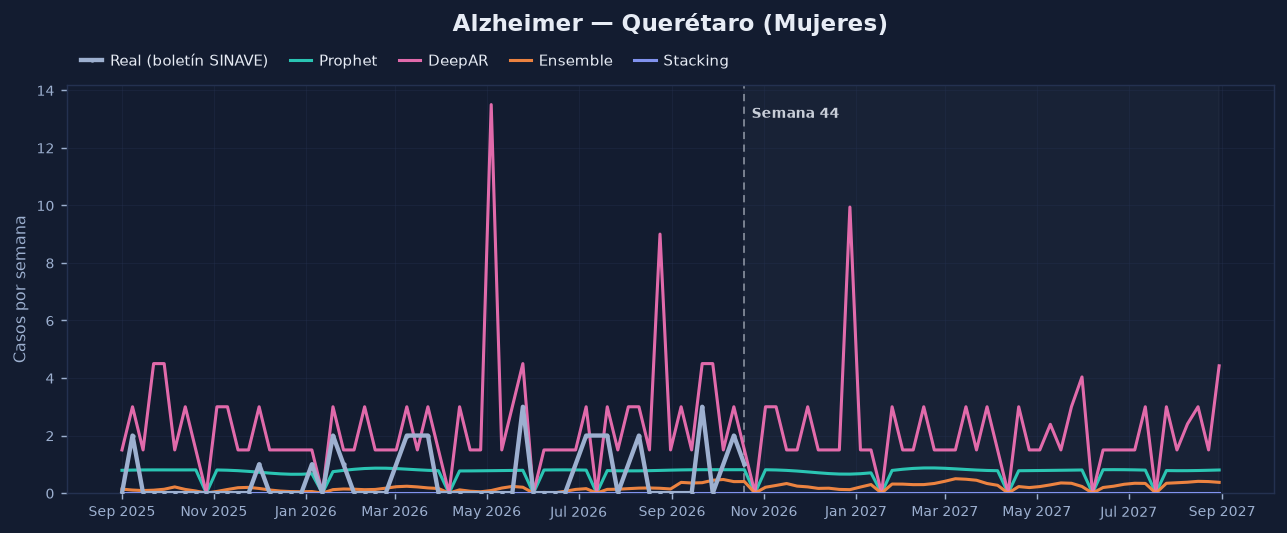 Alzheimer — Querétaro (Mujeres)
Real (boletín SINAVE) Prophet DeepAR Ensemble Stacking
Semana 44
Casos por semana
14
12
10
8
6
4
2
0
Sep 2025 Nov 2025 Jan 2026 Mar 2026 May 2026 Jul 2026 Sep 2026 Nov 2026 Jan 2027 Mar 2027 May 2027 Jul 2027 Sep 2027